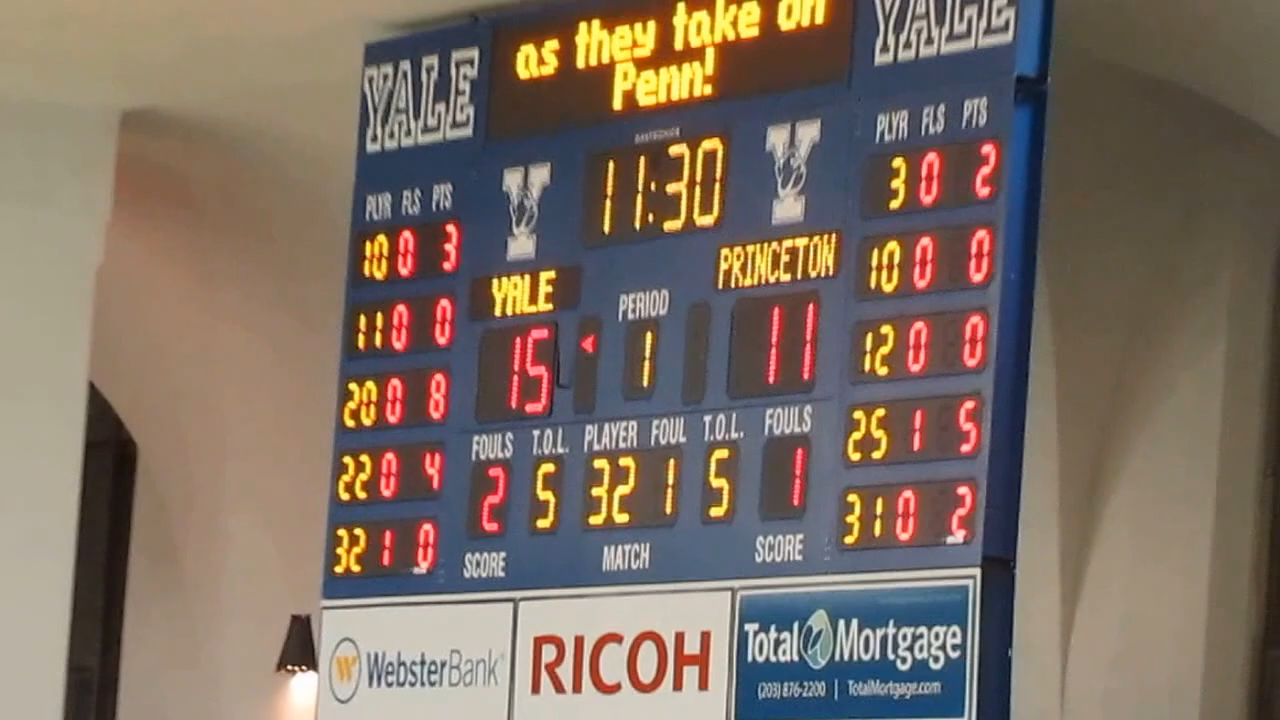 as they take on
Penn!
YALE
YALE
PLYR FLS PTS
10 0 3
11 0 0
20 0 8
22 0 4
32 1 0
Y
11:30
Y
YALE
PERIOD
PRINCETON
15
1
11
FOULS T.O.L. PLAYER FOUL T.O.L. FOULS
2 5 32 1 5 1
SCORE MATCH SCORE
PLYR FLS PTS
3 0 2
10 0 0
12 0 0
25 1 5
31 0 2
W WebsterBank
RICOH
Total Mortgage
(203) 876-2200 | TotalMortgage.com